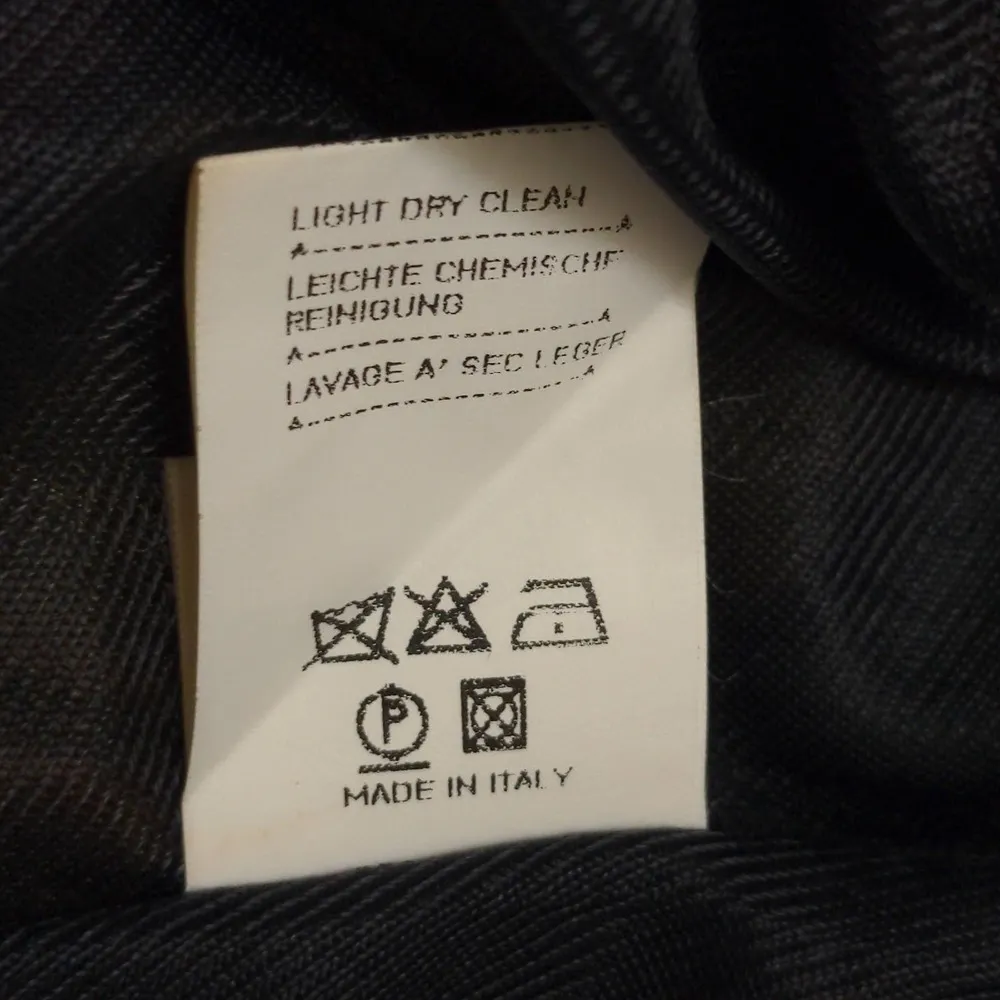 LIGHT DRY CLEAN
LEICHTE CHEMISCHE
REINIGUNG
LAVAGE A' SEC LEGER
P
MADE IN ITALY